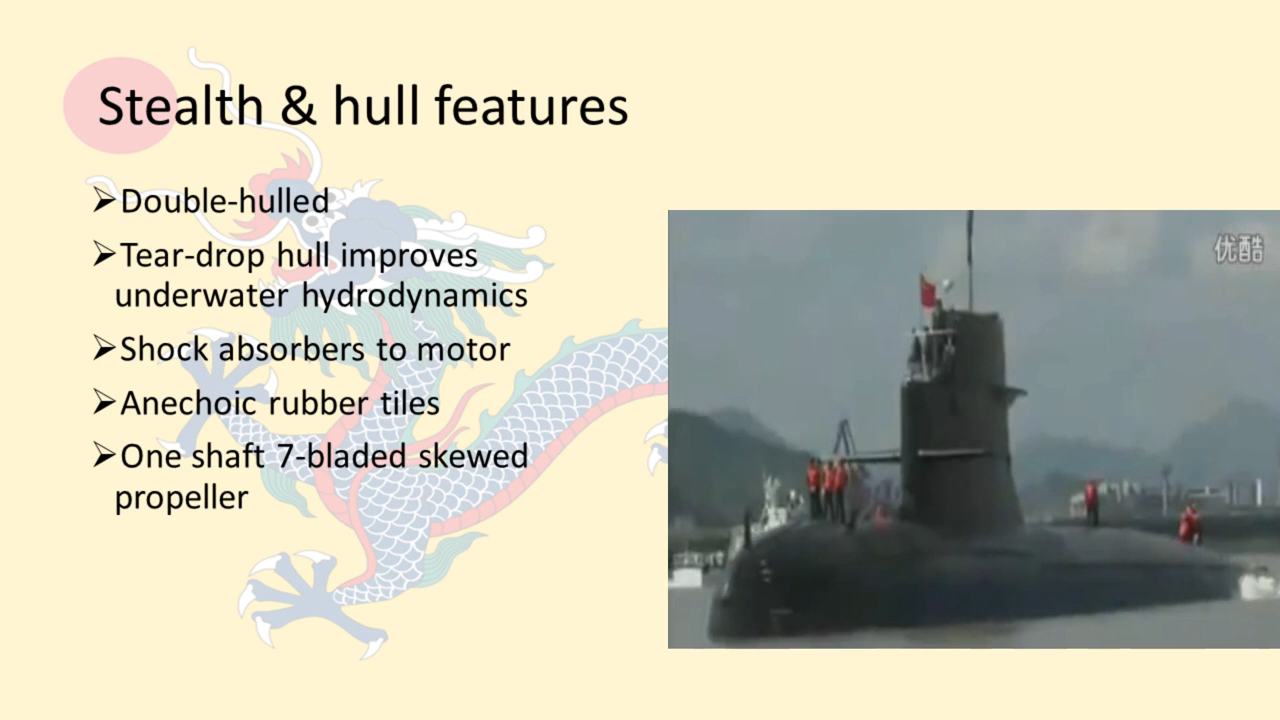 Stealth & hull features
➢Double-hulled
➢Tear-drop hull improves
underwater hydrodynamics
➢Shock absorbers to motor
➢Anechoic rubber tiles
➢One shaft 7-bladed skewed
propeller
优酷